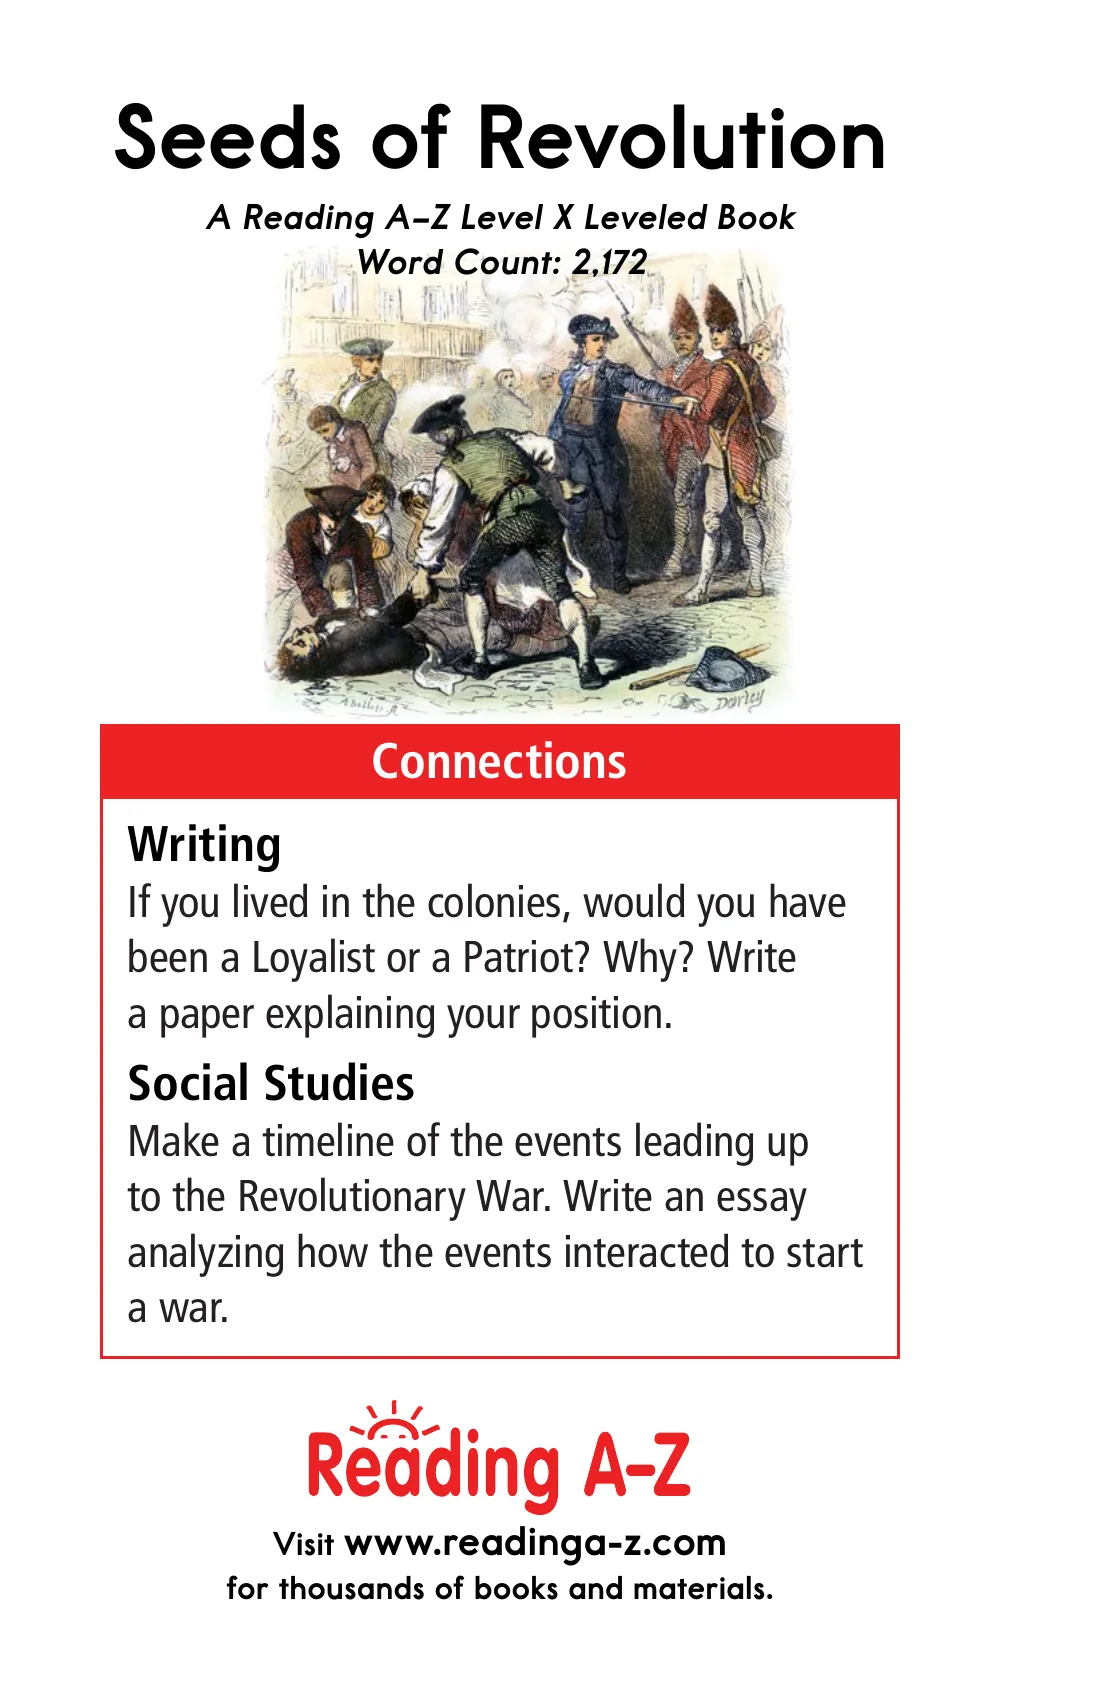 Seeds of Revolution
A Reading A–Z Level X Leveled Book
Word Count: 2,172
Darley
Connections
Writing
If you lived in the colonies, would you have
been a Loyalist or a Patriot? Why? Write
a paper explaining your position.
Social Studies
Make a timeline of the events leading up
to the Revolutionary War. Write an essay
analyzing how the events interacted to start
a war.
Reading A–Z
Visit www.readinga-z.com
for thousands of books and materials.